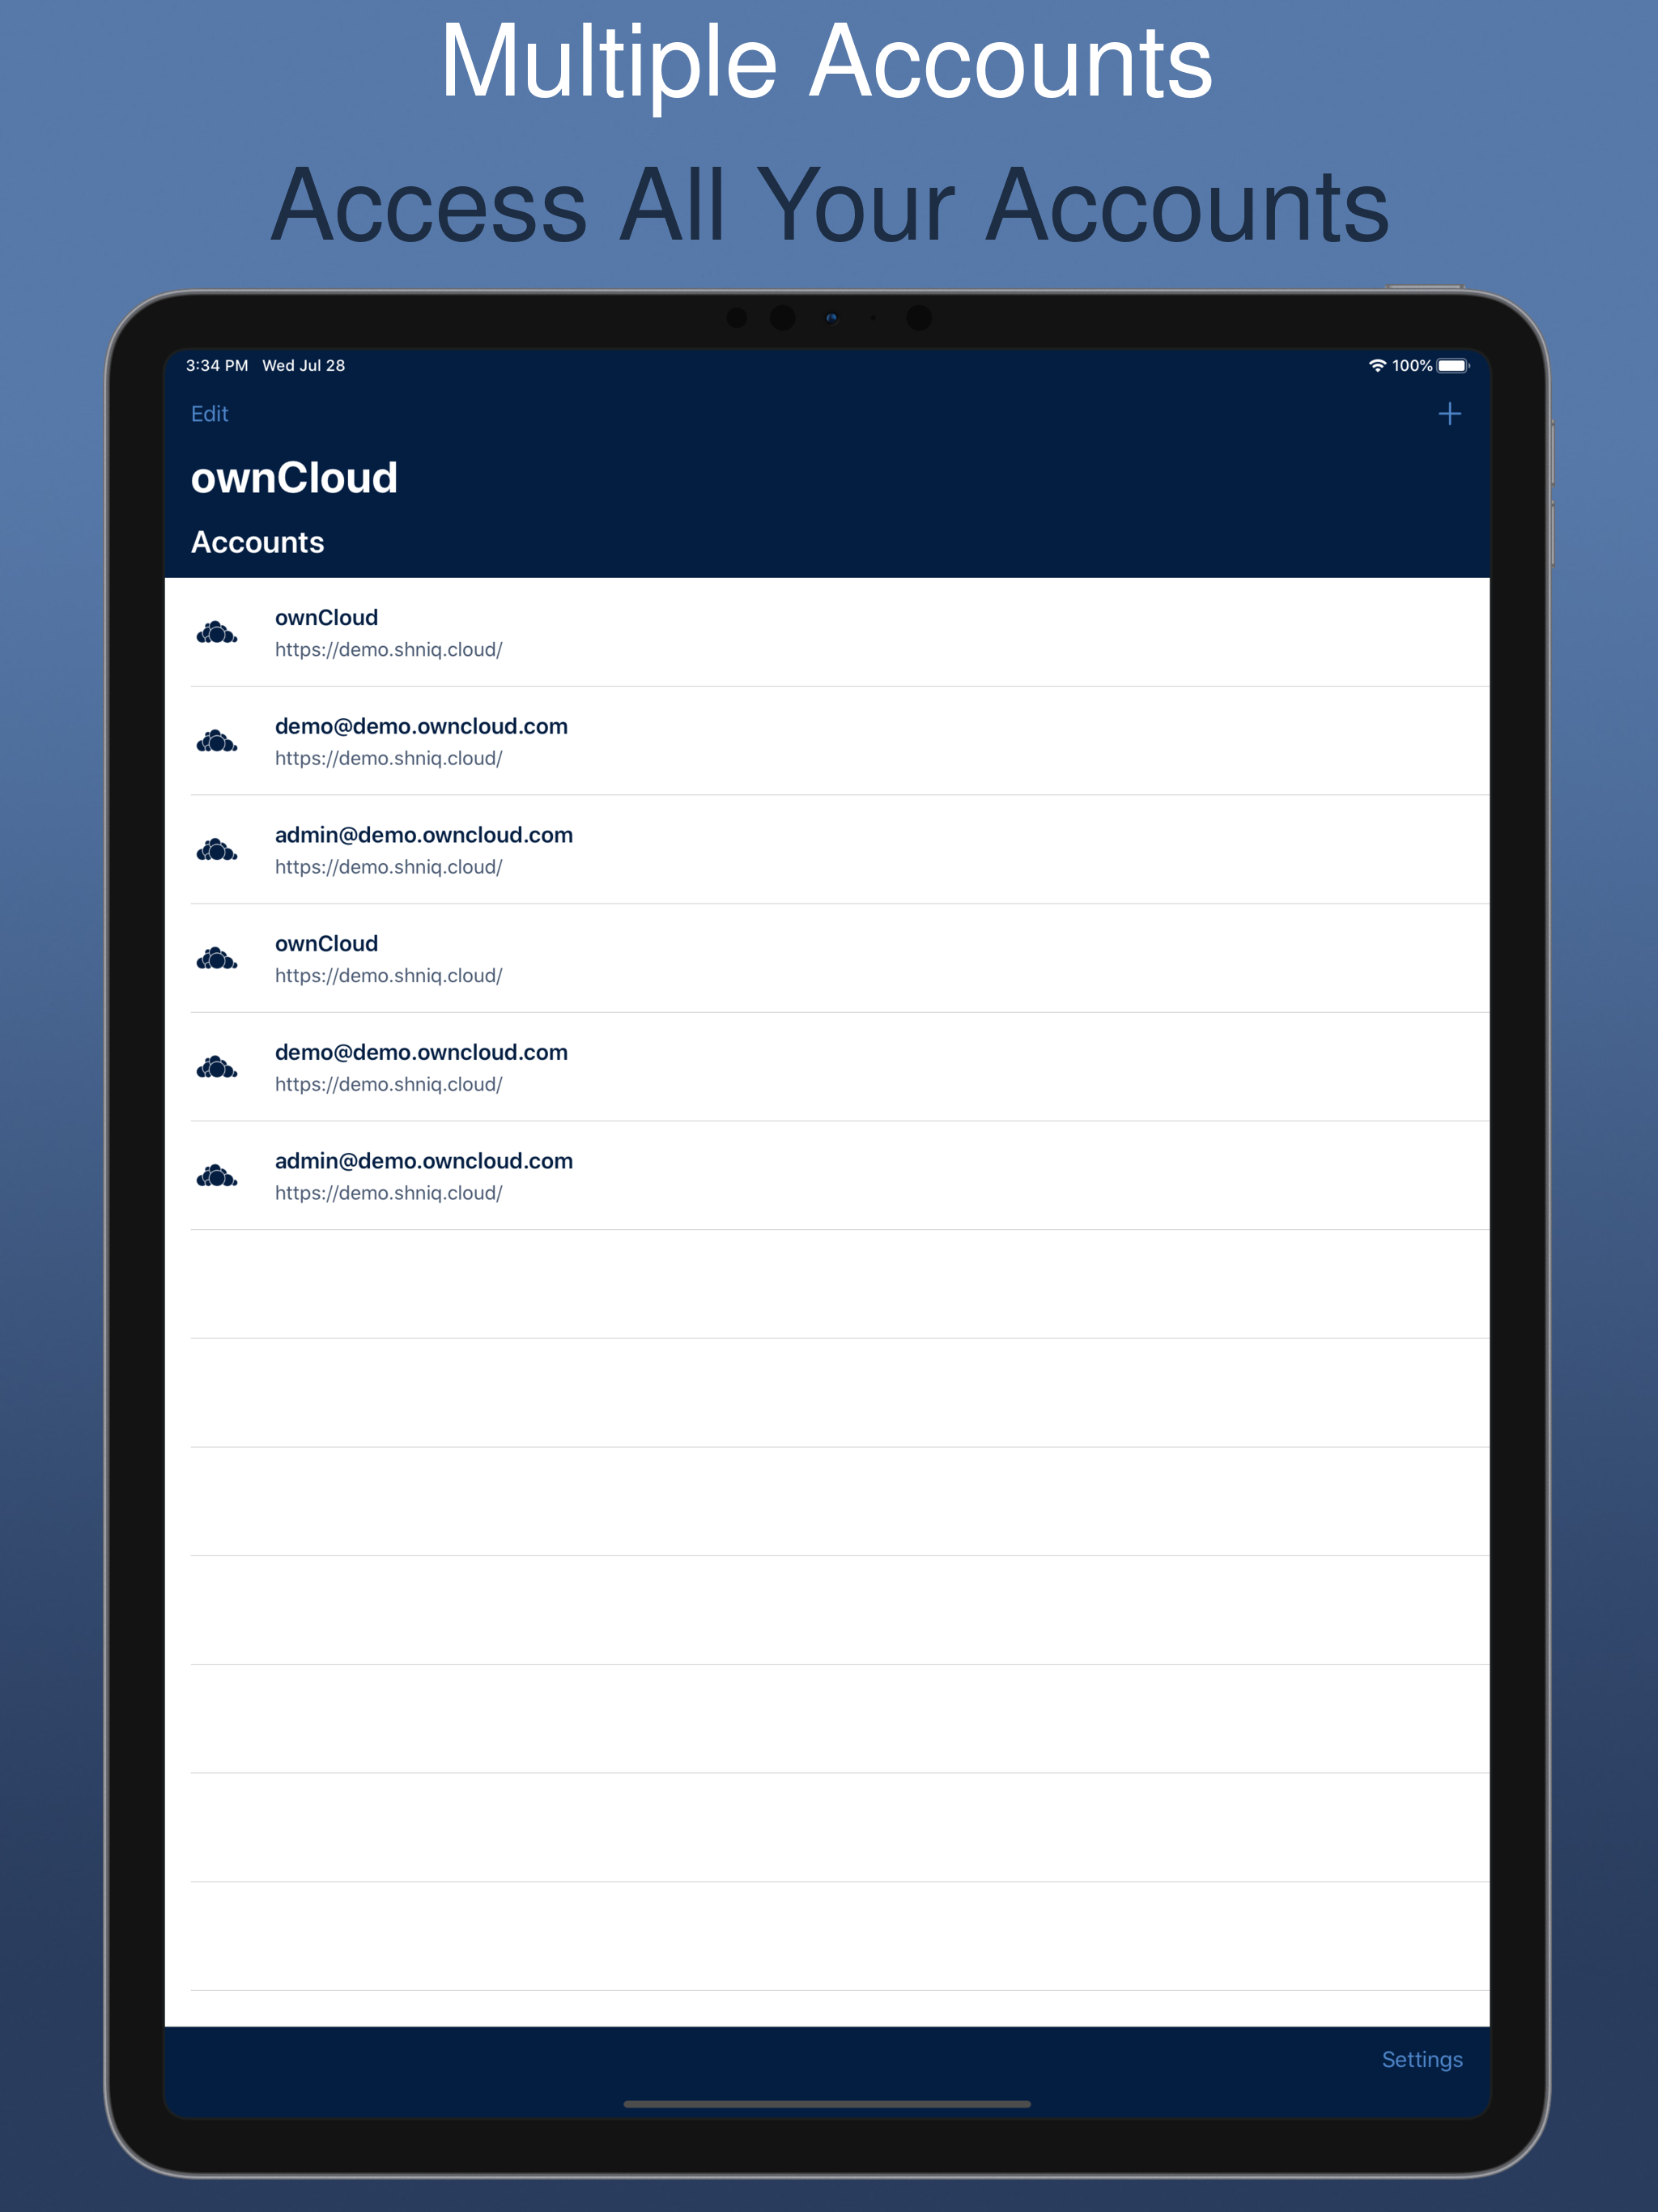 Multiple Accounts
Access All Your Accounts
3:34 PM Wed Jul 28 100%
Edit
ownCloud
Accounts
ownCloud
https://demo.shniq.cloud/
demo@demo.owncloud.com
https://demo.shniq.cloud/
admin@demo.owncloud.com
https://demo.shniq.cloud/
ownCloud
https://demo.shniq.cloud/
demo@demo.owncloud.com
https://demo.shniq.cloud/
admin@demo.owncloud.com
https://demo.shniq.cloud/
Settings